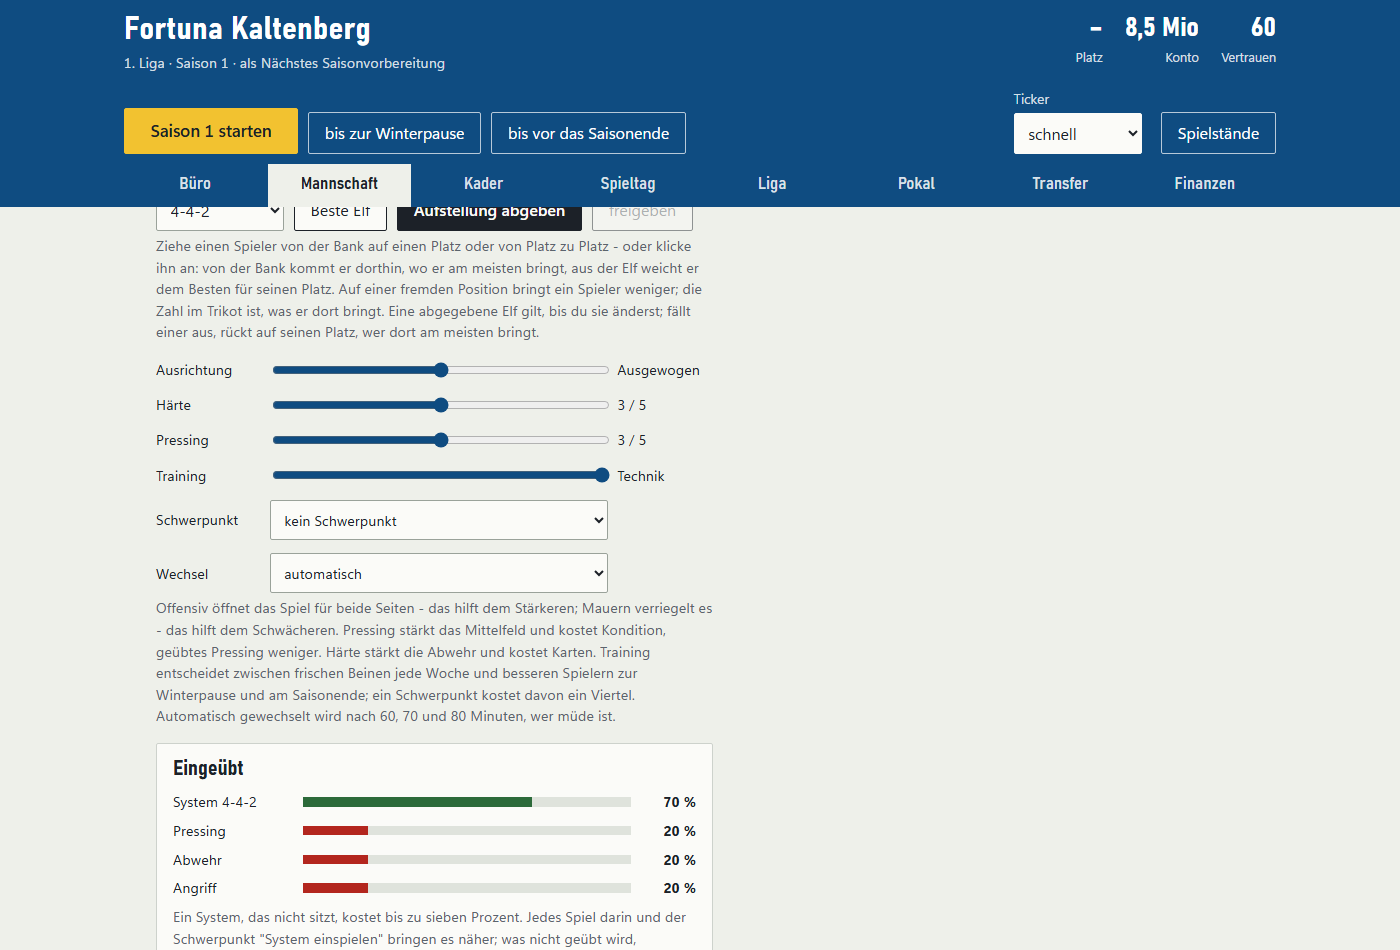 Fortuna Kaltenberg
1. Liga · Saison 1 · als Nächstes Saisonvorbereitung
–
Platz
8,5 Mio
Konto
60
Vertrauen
Saison 1 starten
bis zur Winterpause
bis vor das Saisonende
Ticker
schnell
Spielstände
Büro
Mannschaft
Kader
Spieltag
Liga
Pokal
Transfer
Finanzen
4-4-2
Beste Elf
Aufstellung abgeben
freigeben
Ziehe einen Spieler von der Bank auf einen Platz oder von Platz zu Platz - oder klicke
ihn an: von der Bank kommt er dorthin, wo er am meisten bringt, aus der Elf weicht er
dem Besten für seinen Platz. Auf einer fremden Position bringt ein Spieler weniger; die
Zahl im Trikot ist, was er dort bringt. Eine abgegebene Elf gilt, bis du sie änderst; fällt
einer aus, rückt auf seinen Platz, wer dort am meisten bringt.
Ausrichtung
Ausgewogen
Härte
3 / 5
Pressing
3 / 5
Training
Technik
Schwerpunkt
kein Schwerpunkt
Wechsel
automatisch
Offensiv öffnet das Spiel für beide Seiten - das hilft dem Stärkeren; Mauern verriegelt es
- das hilft dem Schwächeren. Pressing stärkt das Mittelfeld und kostet Kondition,
geübtes Pressing weniger. Härte stärkt die Abwehr und kostet Karten. Training
entscheidet zwischen frischen Beinen jede Woche und besseren Spielern zur
Winterpause und am Saisonende; ein Schwerpunkt kostet davon ein Viertel.
Automatisch gewechselt wird nach 60, 70 und 80 Minuten, wer müde ist.
Eingeübt
System 4-4-2
70 %
Pressing
20 %
Abwehr
20 %
Angriff
20 %
Ein System, das nicht sitzt, kostet bis zu sieben Prozent. Jedes Spiel darin und der
Schwerpunkt "System einspielen" bringen es näher; was nicht geübt wird,